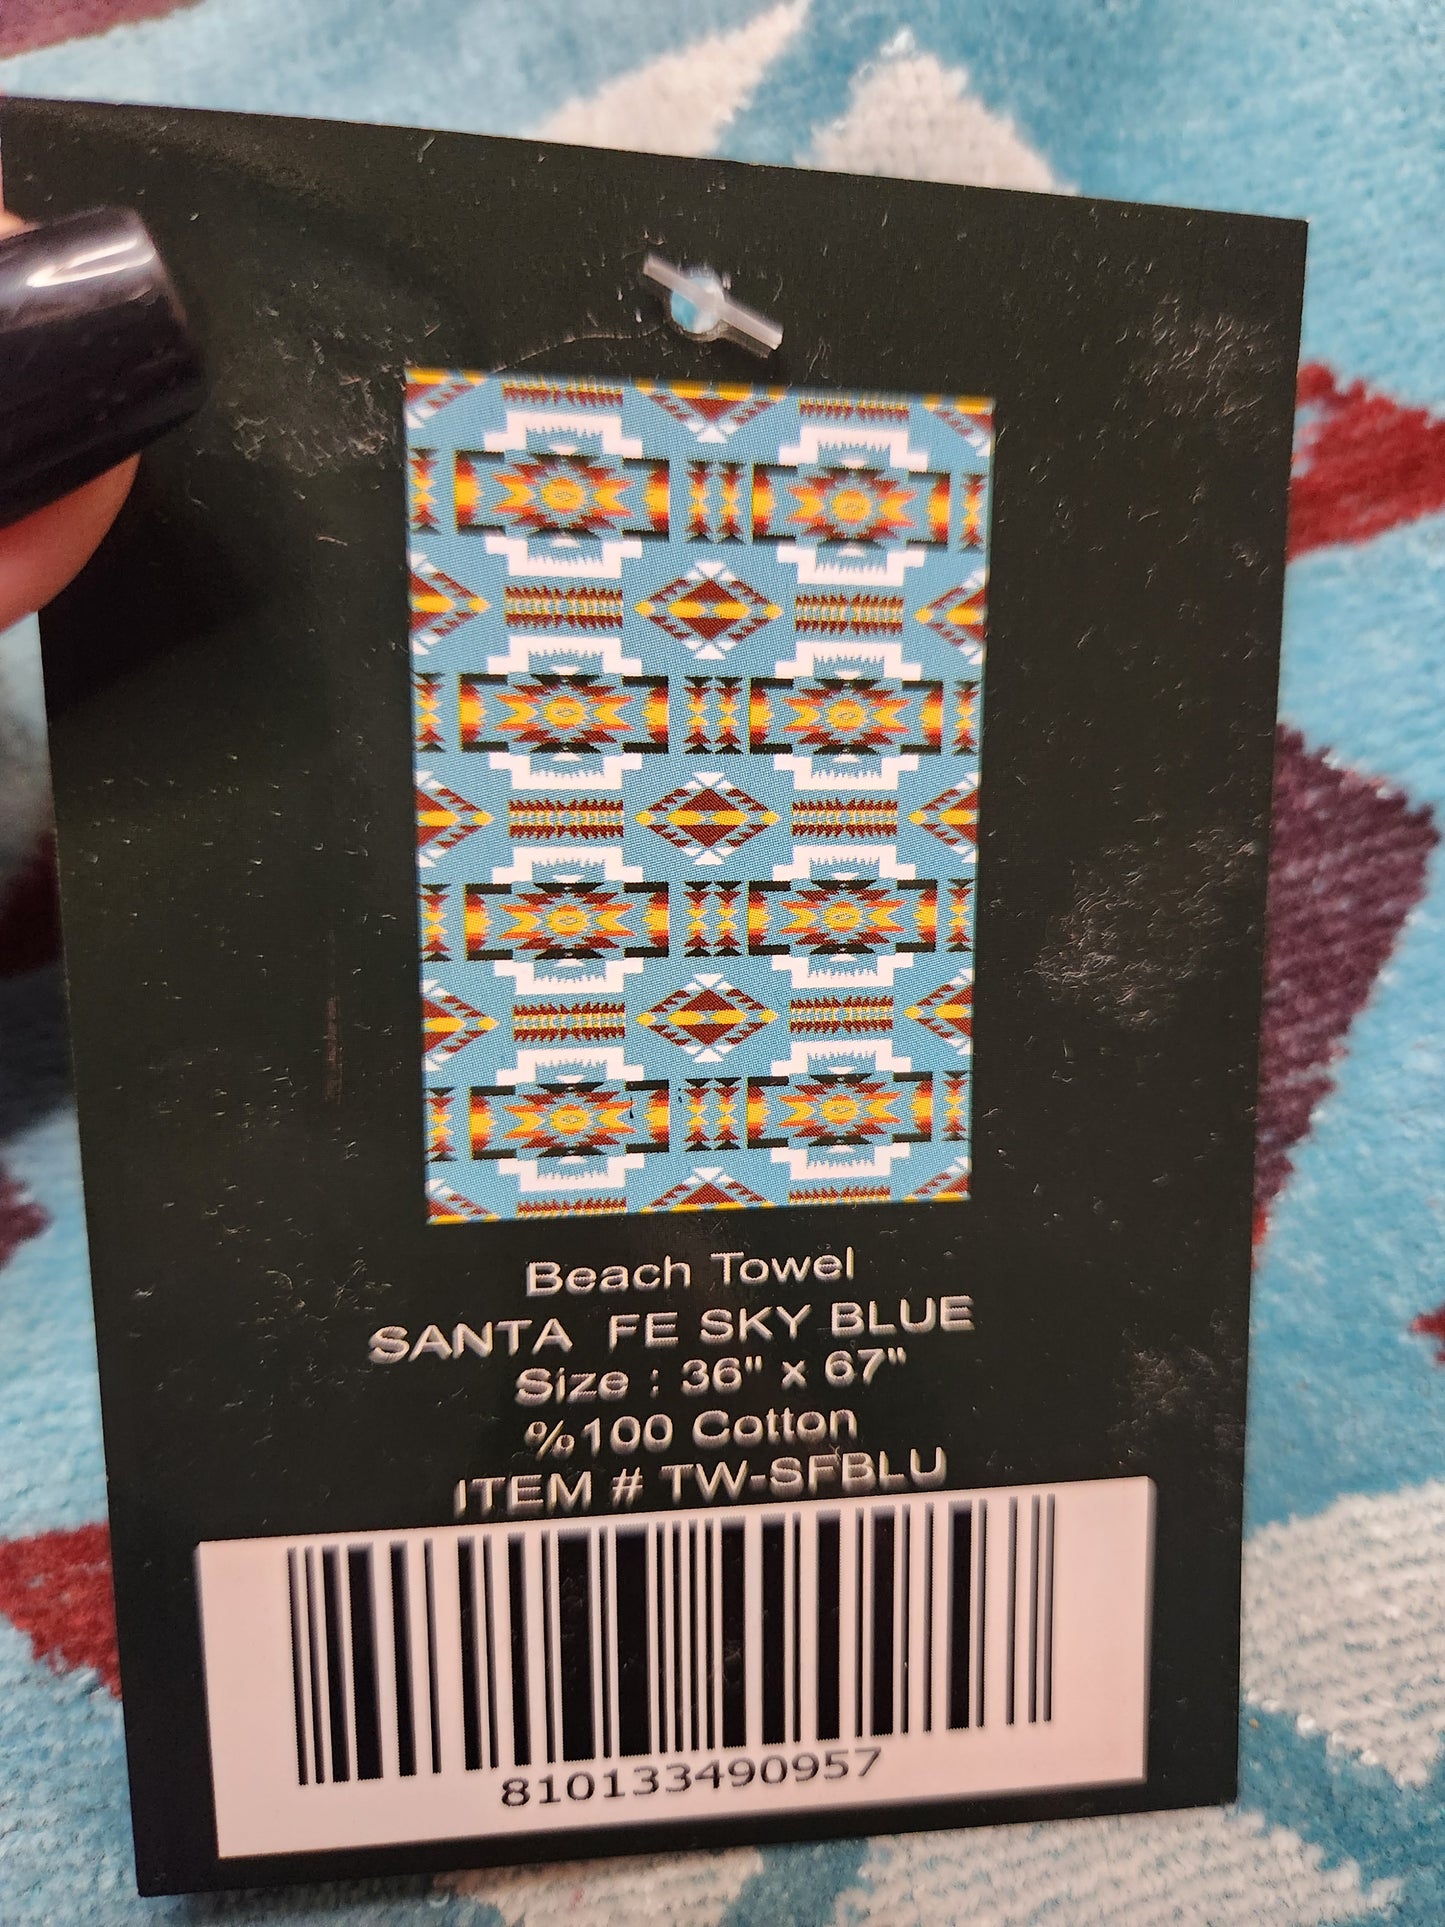 Beach Towel
SANTA FE SKY BLUE
Size : 36" x 67"
%100 Cotton
ITEM # TW-SFBLU
810133490957